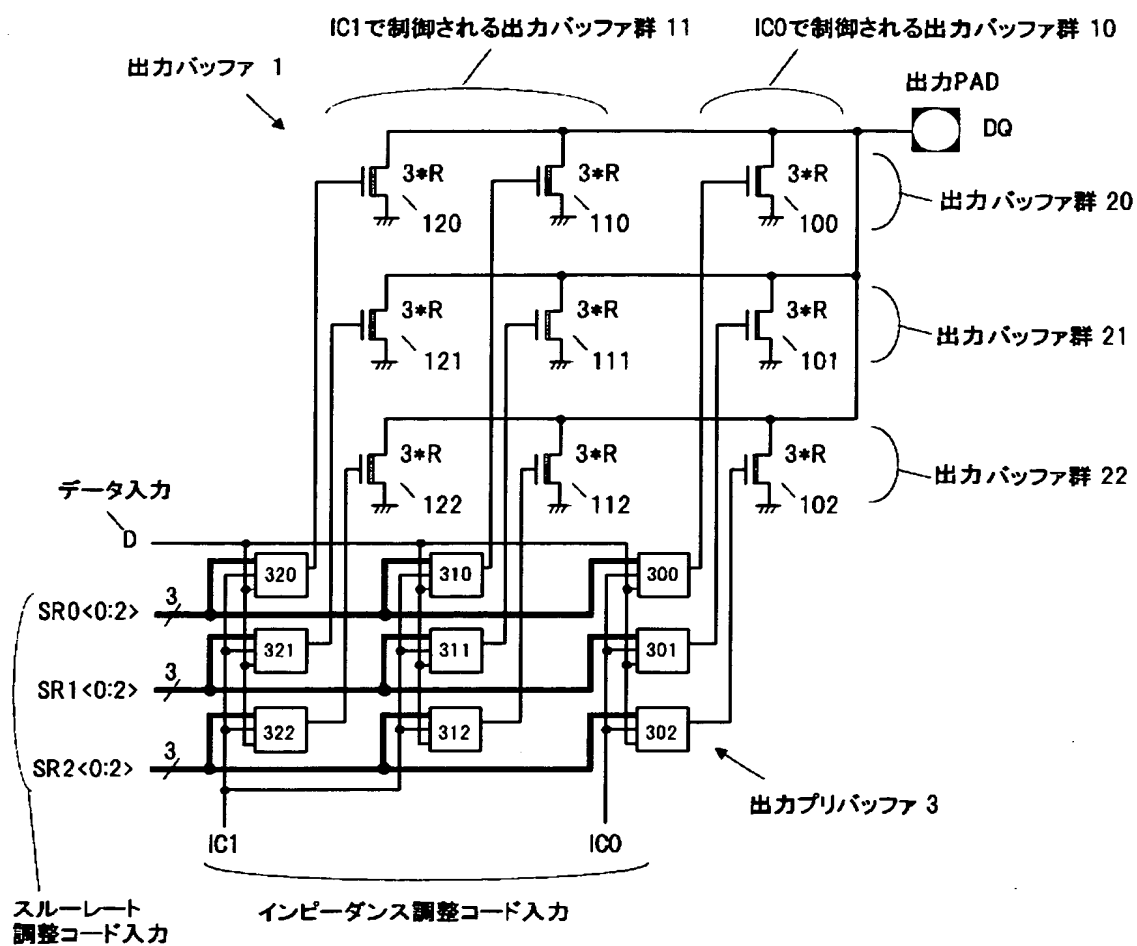 IC1で制御される出力バッファ群 11
IC0で制御される出力バッファ群 10
出力バッファ 1
出力PAD
DQ
3*R
120
3*R
110
3*R
100
出力バッファ群 20
3*R
121
3*R
111
3*R
101
出力バッファ群 21
3*R
122
3*R
112
3*R
102
出力バッファ群 22
データ入力
D
320
310
300
SR0<0:2>
3
321
311
301
SR1<0:2>
3
322
312
302
SR2<0:2>
3
出力プリバッファ 3
IC1
IC0
スルーレート
調整コード入力
インピーダンス調整コード入力